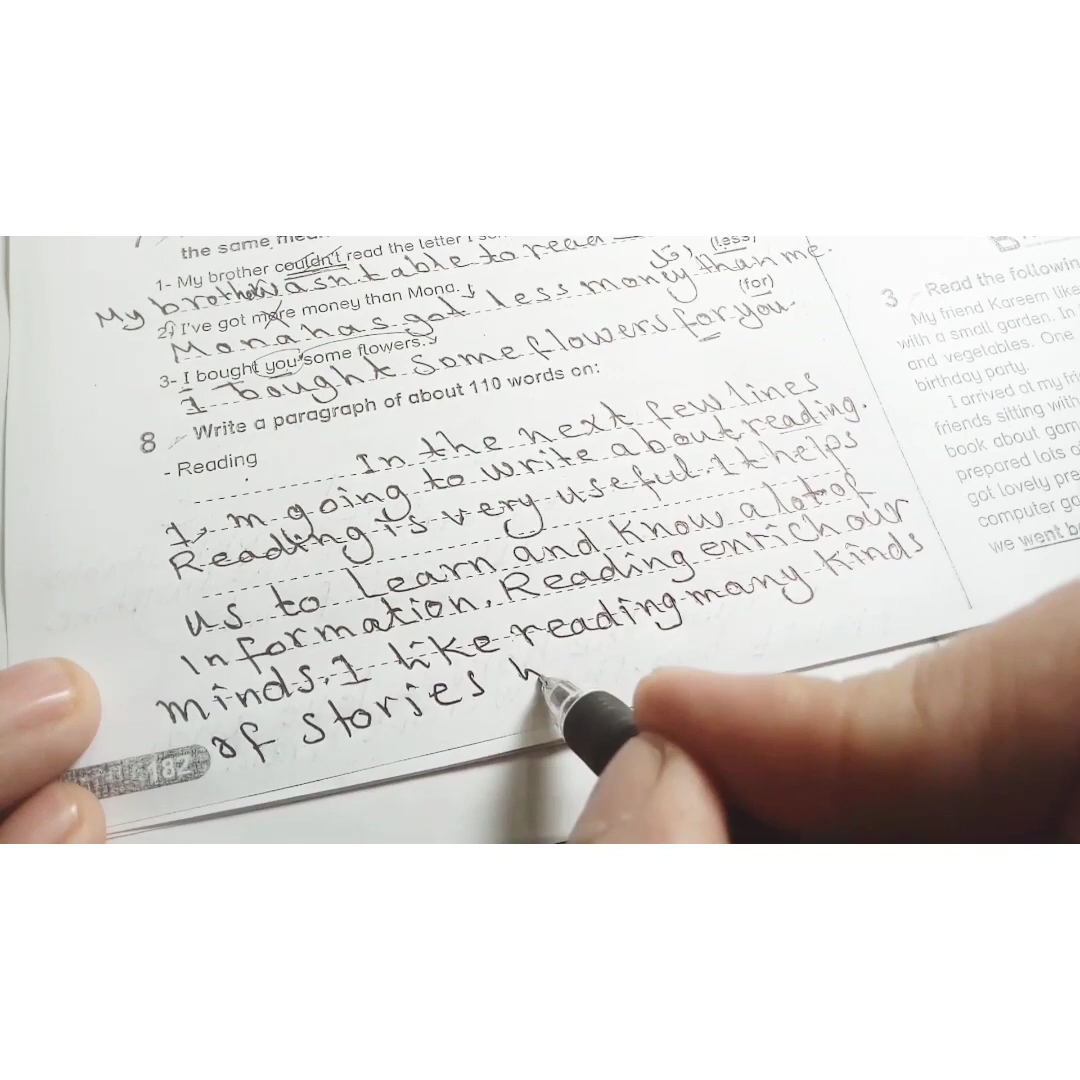 the same
1- My brother couldn't read the letter I
My brother wasn't able to read
(less)
أقل
2) I've got more money than Mona.
Mona has got less money than me.
(for)
3- I bought you some flowers.
I bought some flowers for you.
8 Write a paragraph of about 110 words on:
- Reading
In the next few lines
I, m going to write about reading.
Reading is very useful. It helps
us to Learn and Know a lot of
information. Reading enrich our
minds. I like reading many kinds
of stories
182
3 Read the followin
My friend Kareem like
with a small garden. In
and vegetables. One
birthday party.
I arrived at my fri
friends sitting with
book about gam
prepared lots o
got lovely pre
computer ga
we went b